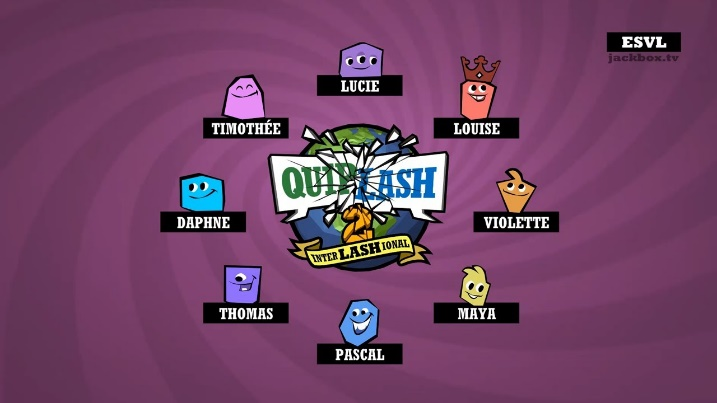 ESVL
jackbox.tv
LUCIE
TIMOTHÉE
LOUISE
QUIPLASH
2
INTERLASHIONAL
DAPHNE
VIOLETTE
THOMAS
MAYA
PASCAL